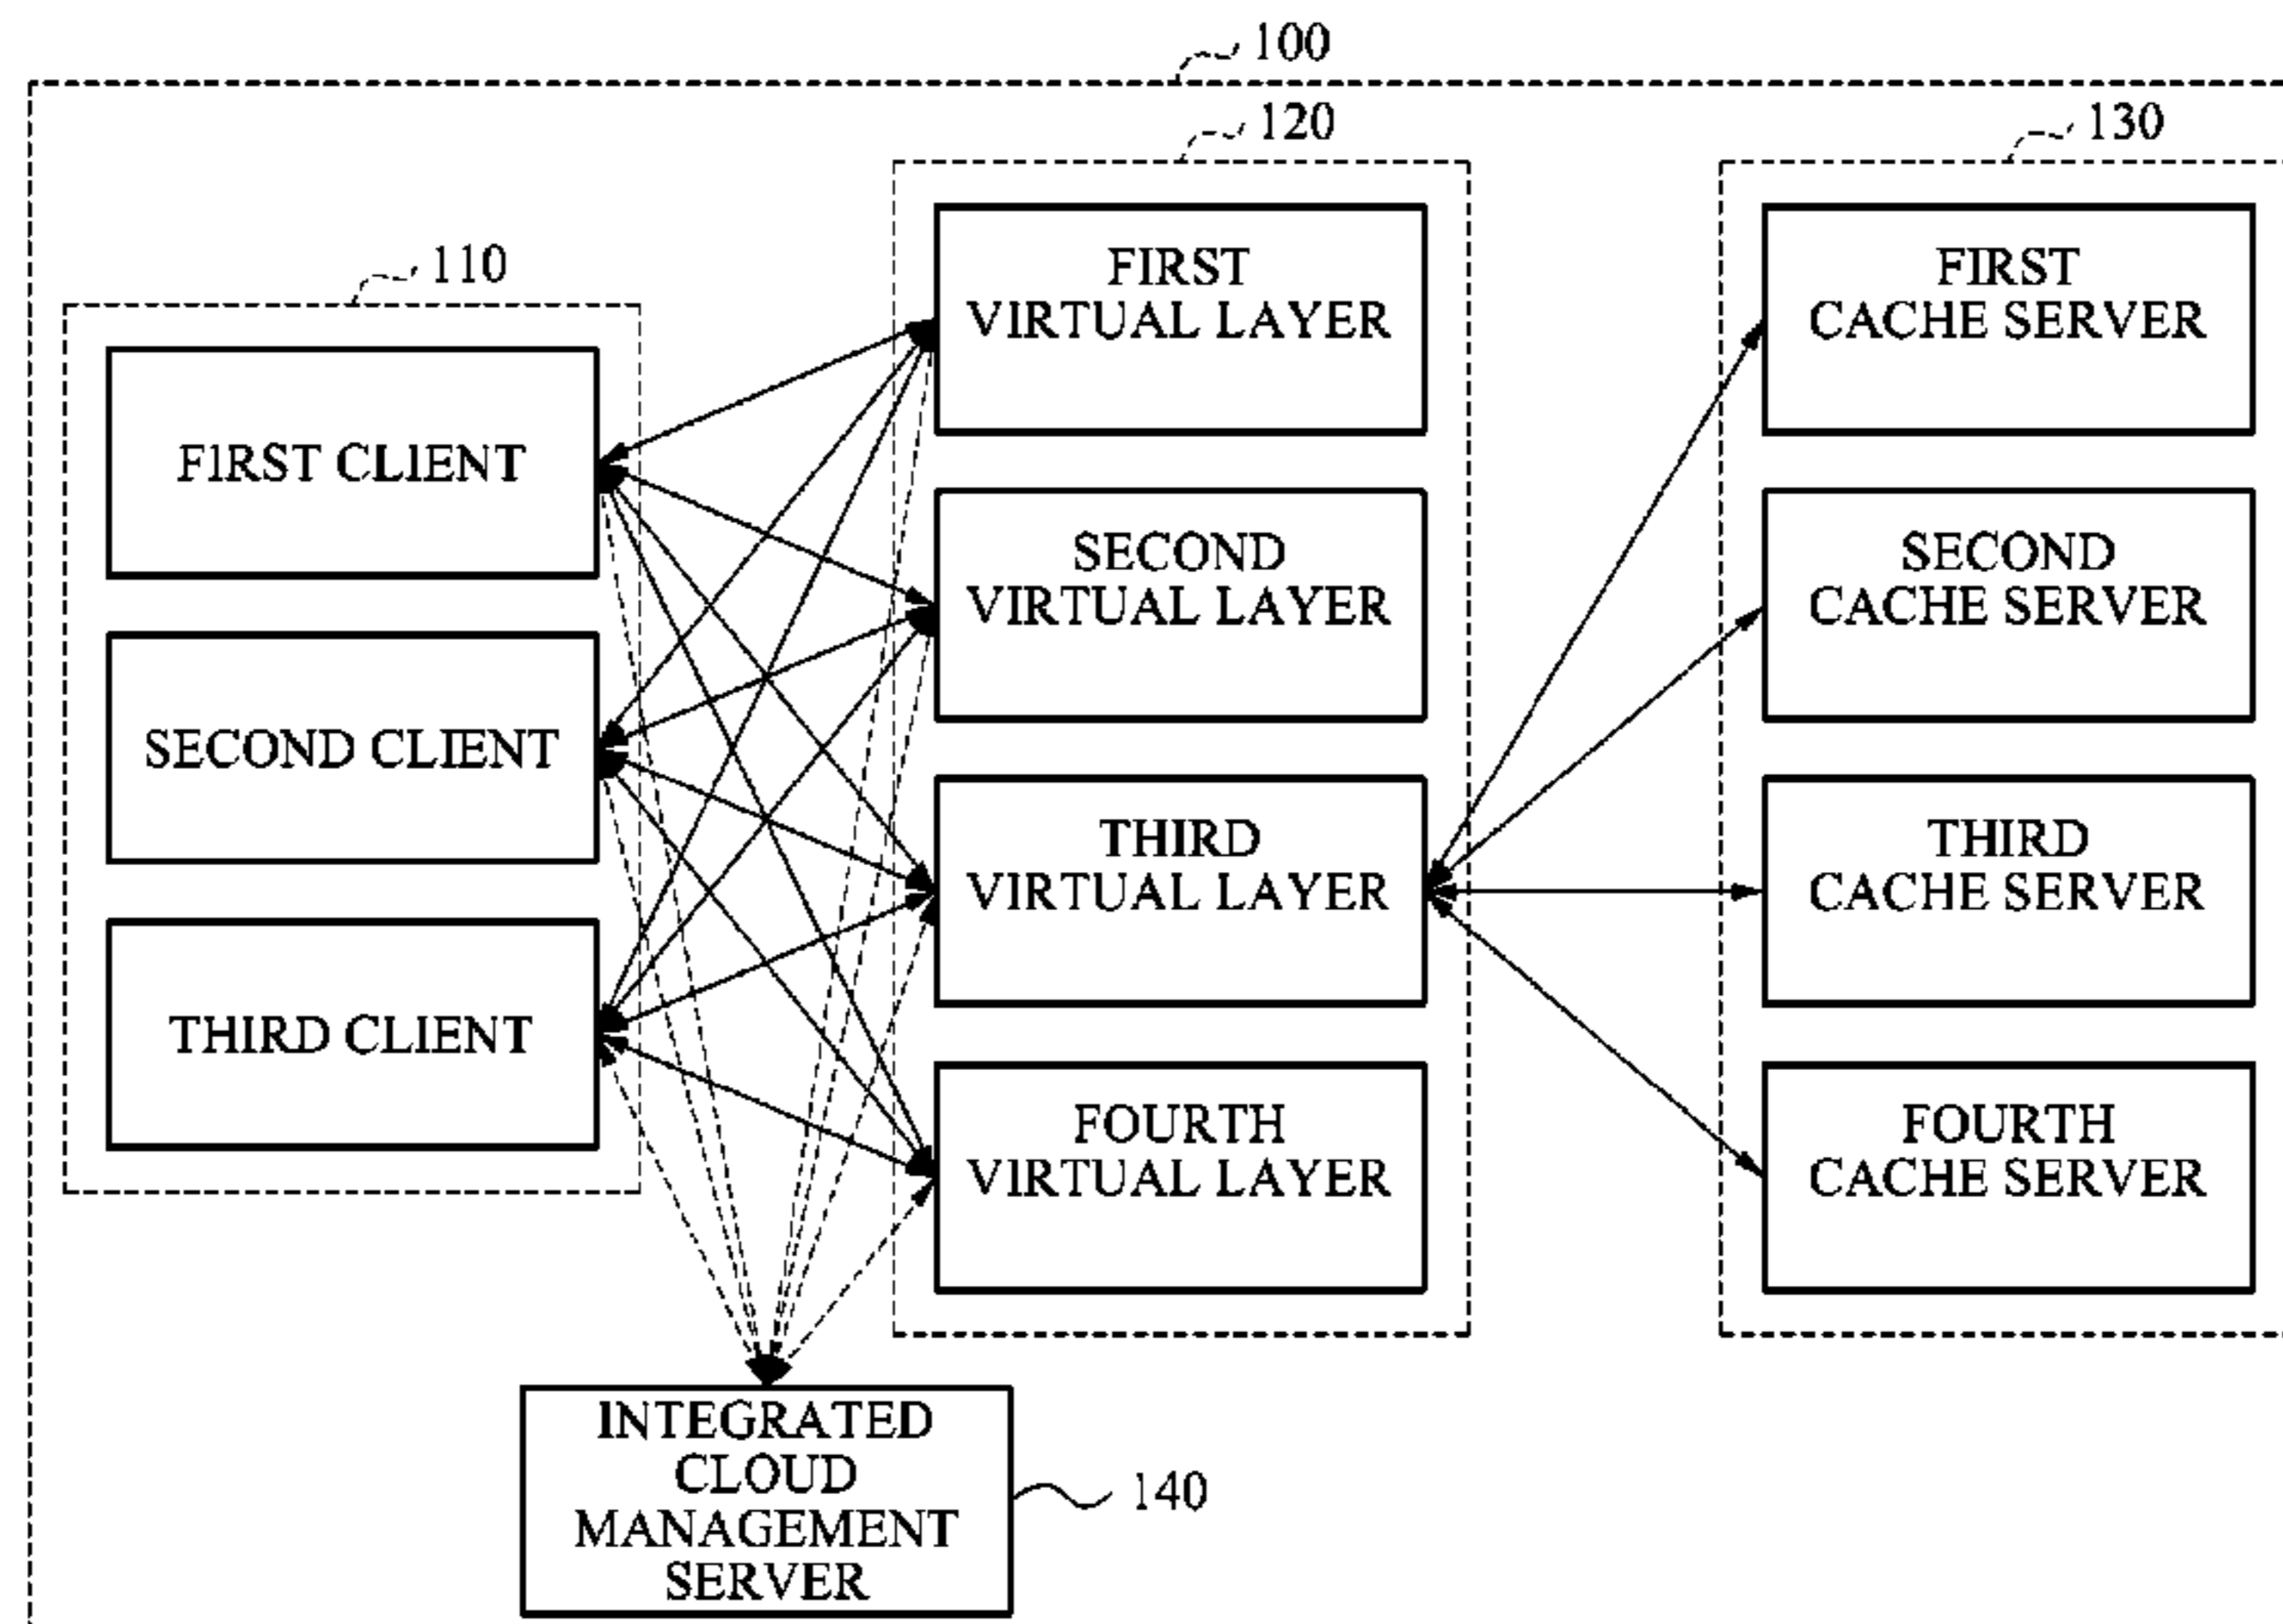 100
120
130
110
FIRST
VIRTUAL LAYER
FIRST
CACHE SERVER
FIRST CLIENT
SECOND
VIRTUAL LAYER
SECOND
CACHE SERVER
SECOND CLIENT
THIRD
VIRTUAL LAYER
THIRD
CACHE SERVER
THIRD CLIENT
FOURTH
VIRTUAL LAYER
FOURTH
CACHE SERVER
INTEGRATED
CLOUD
MANAGEMENT
SERVER
140